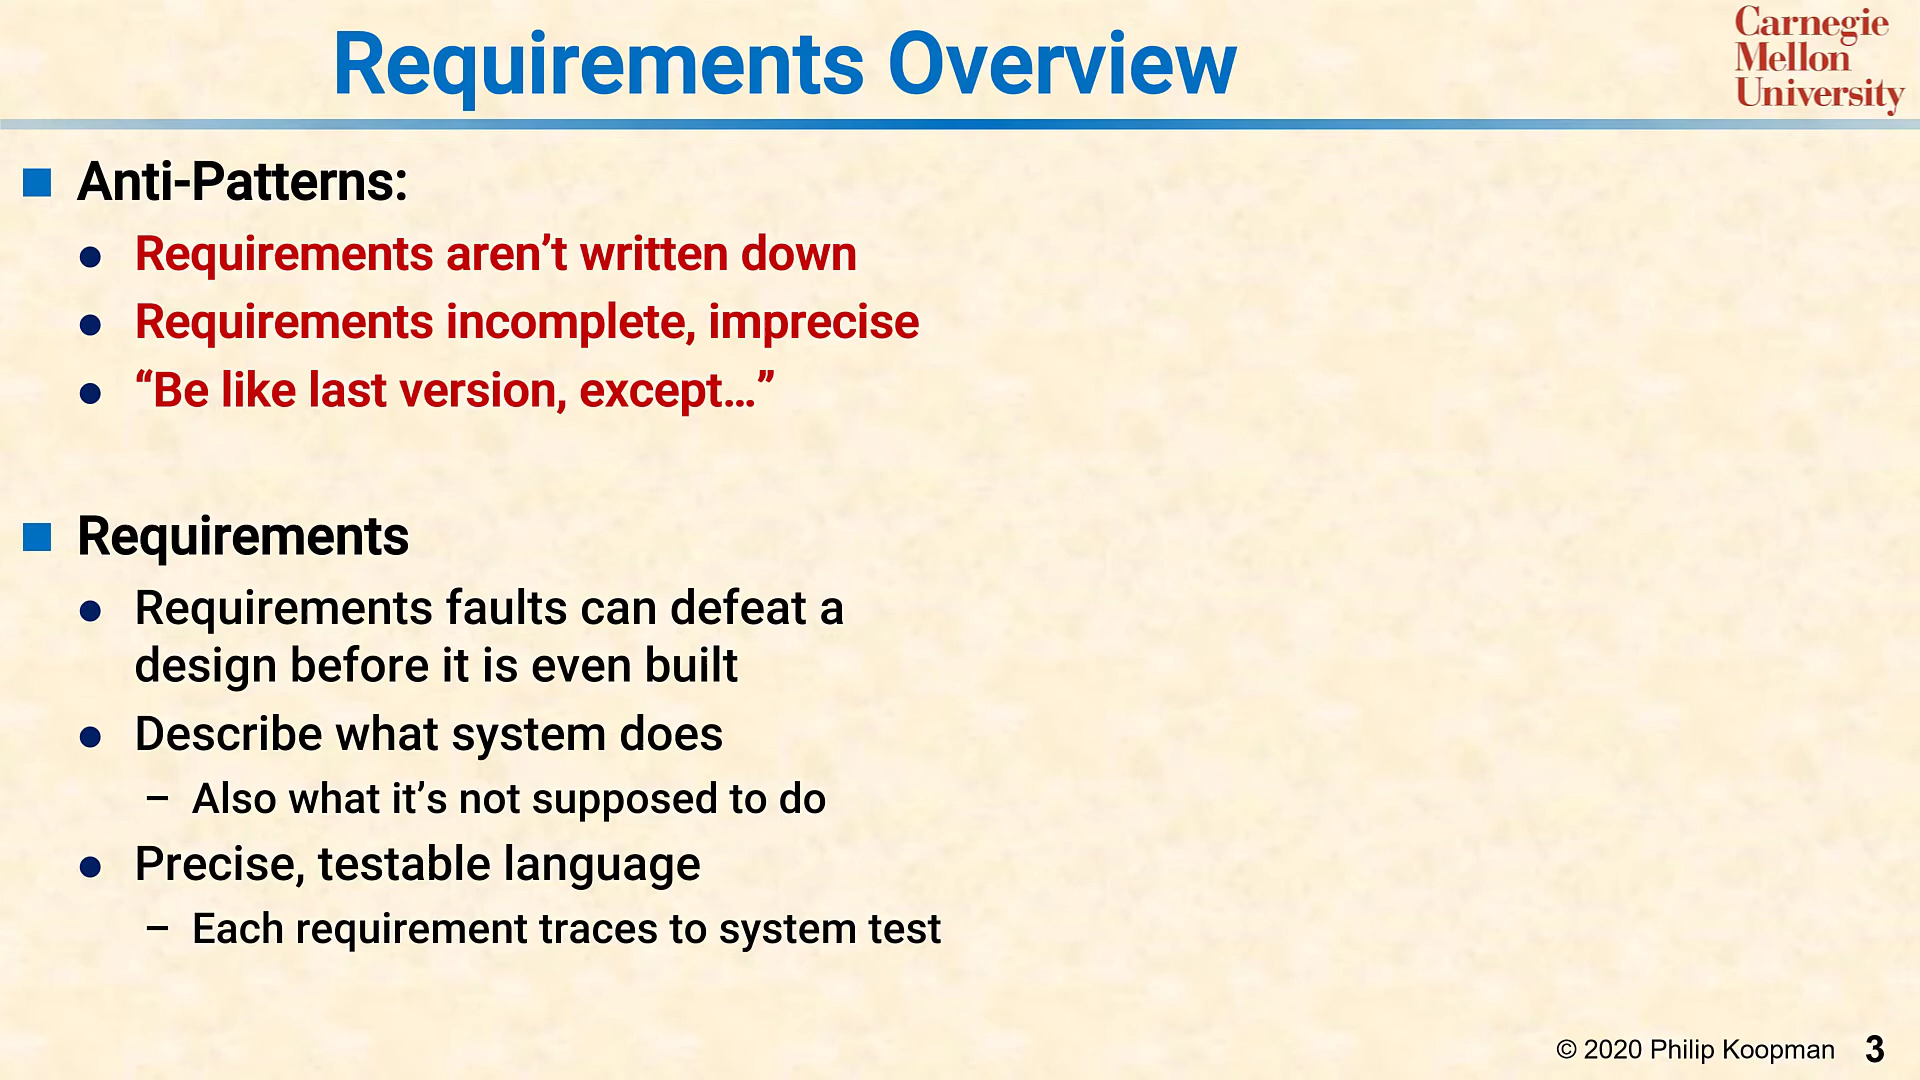 Requirements Overview
Carnegie
Mellon
University
Anti-Patterns:
Requirements aren’t written down
Requirements incomplete, imprecise
“Be like last version, except…”
Requirements
Requirements faults can defeat a
design before it is even built
Describe what system does
– Also what it’s not supposed to do
Precise, testable language
– Each requirement traces to system test
© 2020 Philip Koopman 3